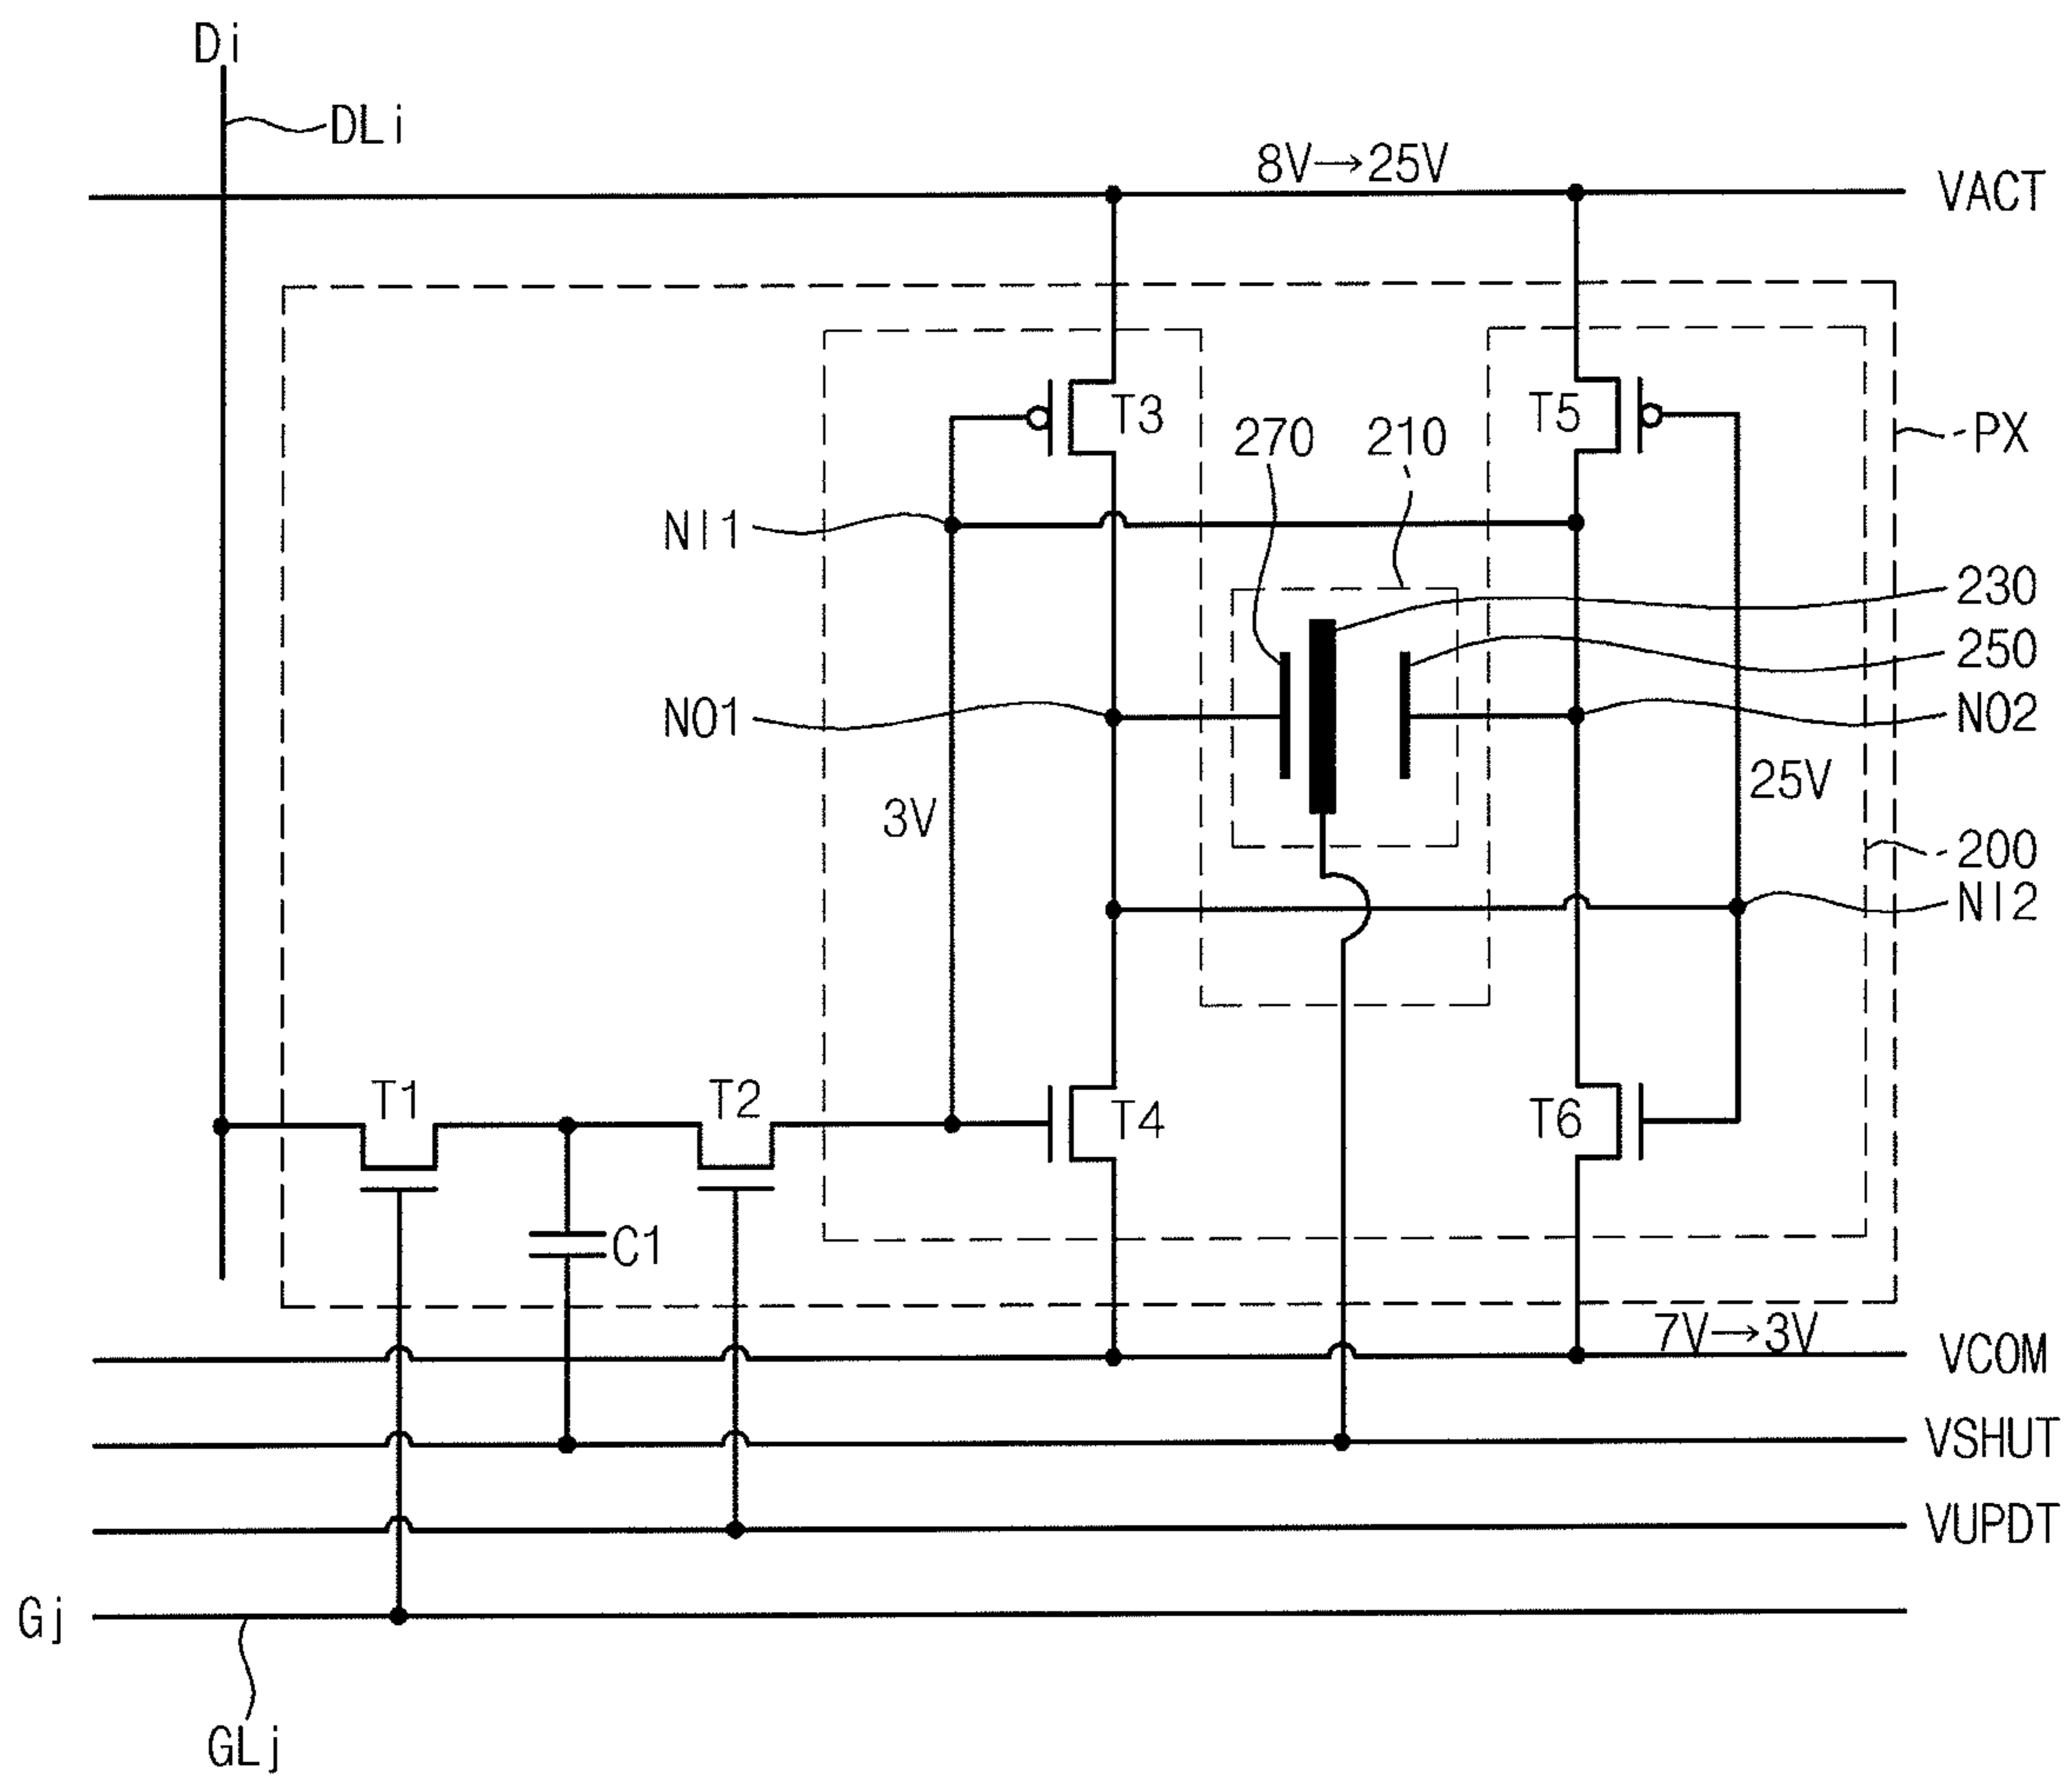 Di
DLi
8V→25V
VACT
T3
T5
270
210
PX
NI1
230
250
NO1
NO2
3V
25V
200
NI2
T1
T2
T4
T6
C1
7V→3V
VCOM
VSHUT
VUPDT
Gj
GLj